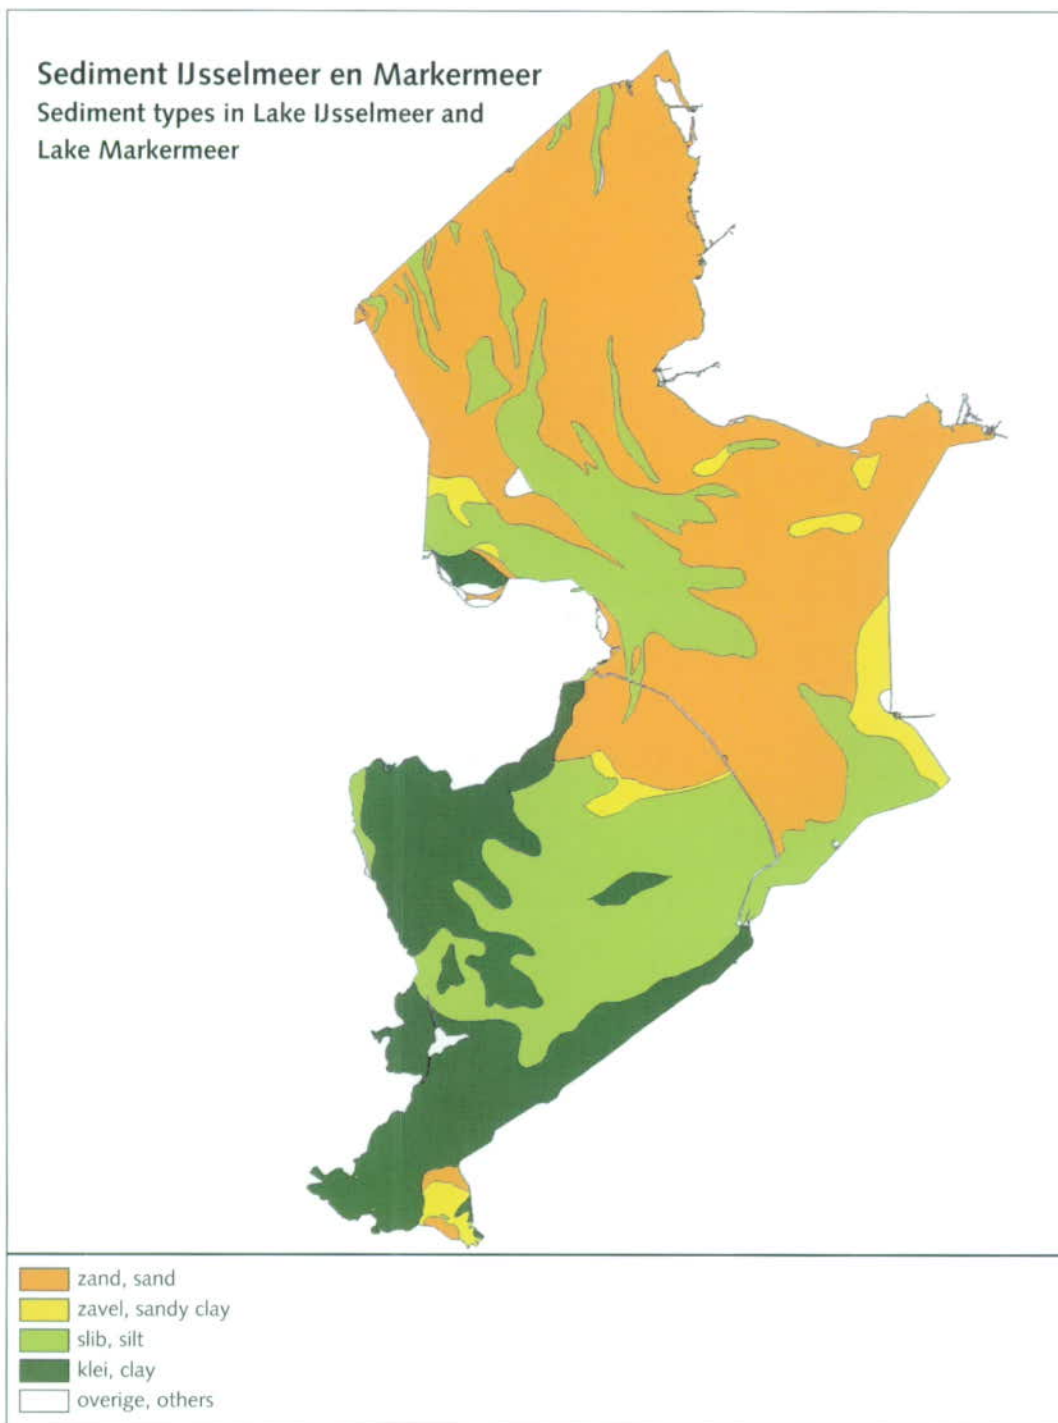 Sediment IJsselmeer en Markermeer
Sediment types in Lake IJsselmeer and
Lake Markermeer
zand, sand
zavel, sandy clay
slib, silt
klei, clay
overige, others